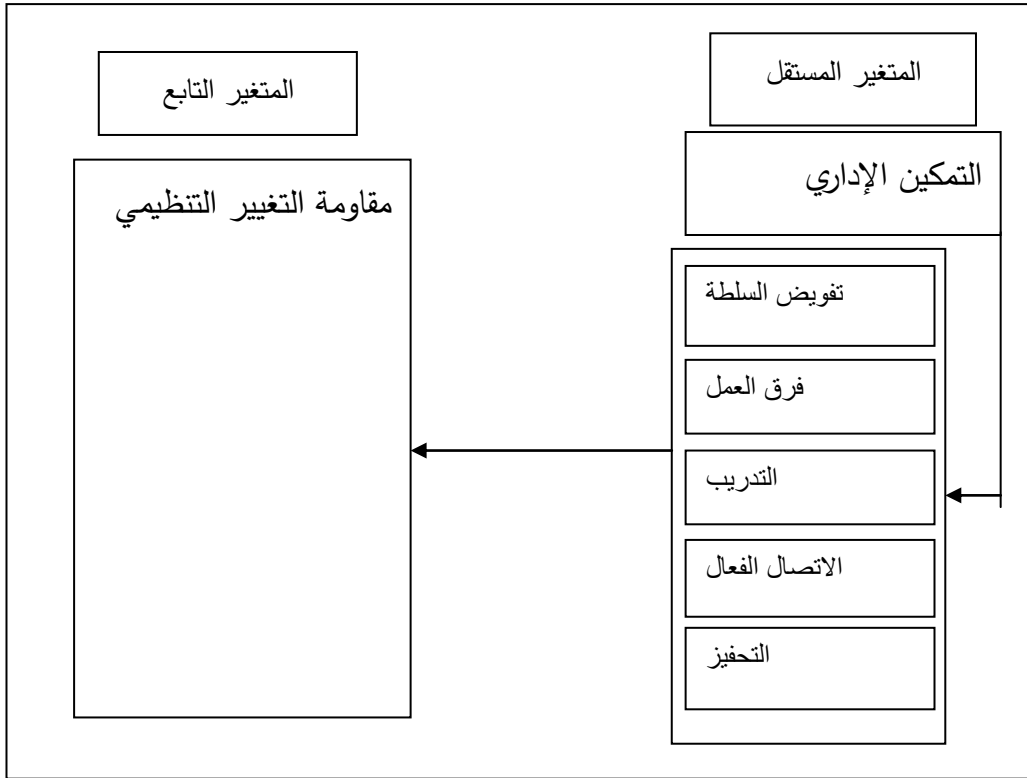 المتغير المستقل
المتغير التابع
التمكين الإداري
مقاومة التغيير التنظيمي
تفويض السلطة
فرق العمل
التدريب
الاتصال الفعال
التحفيز